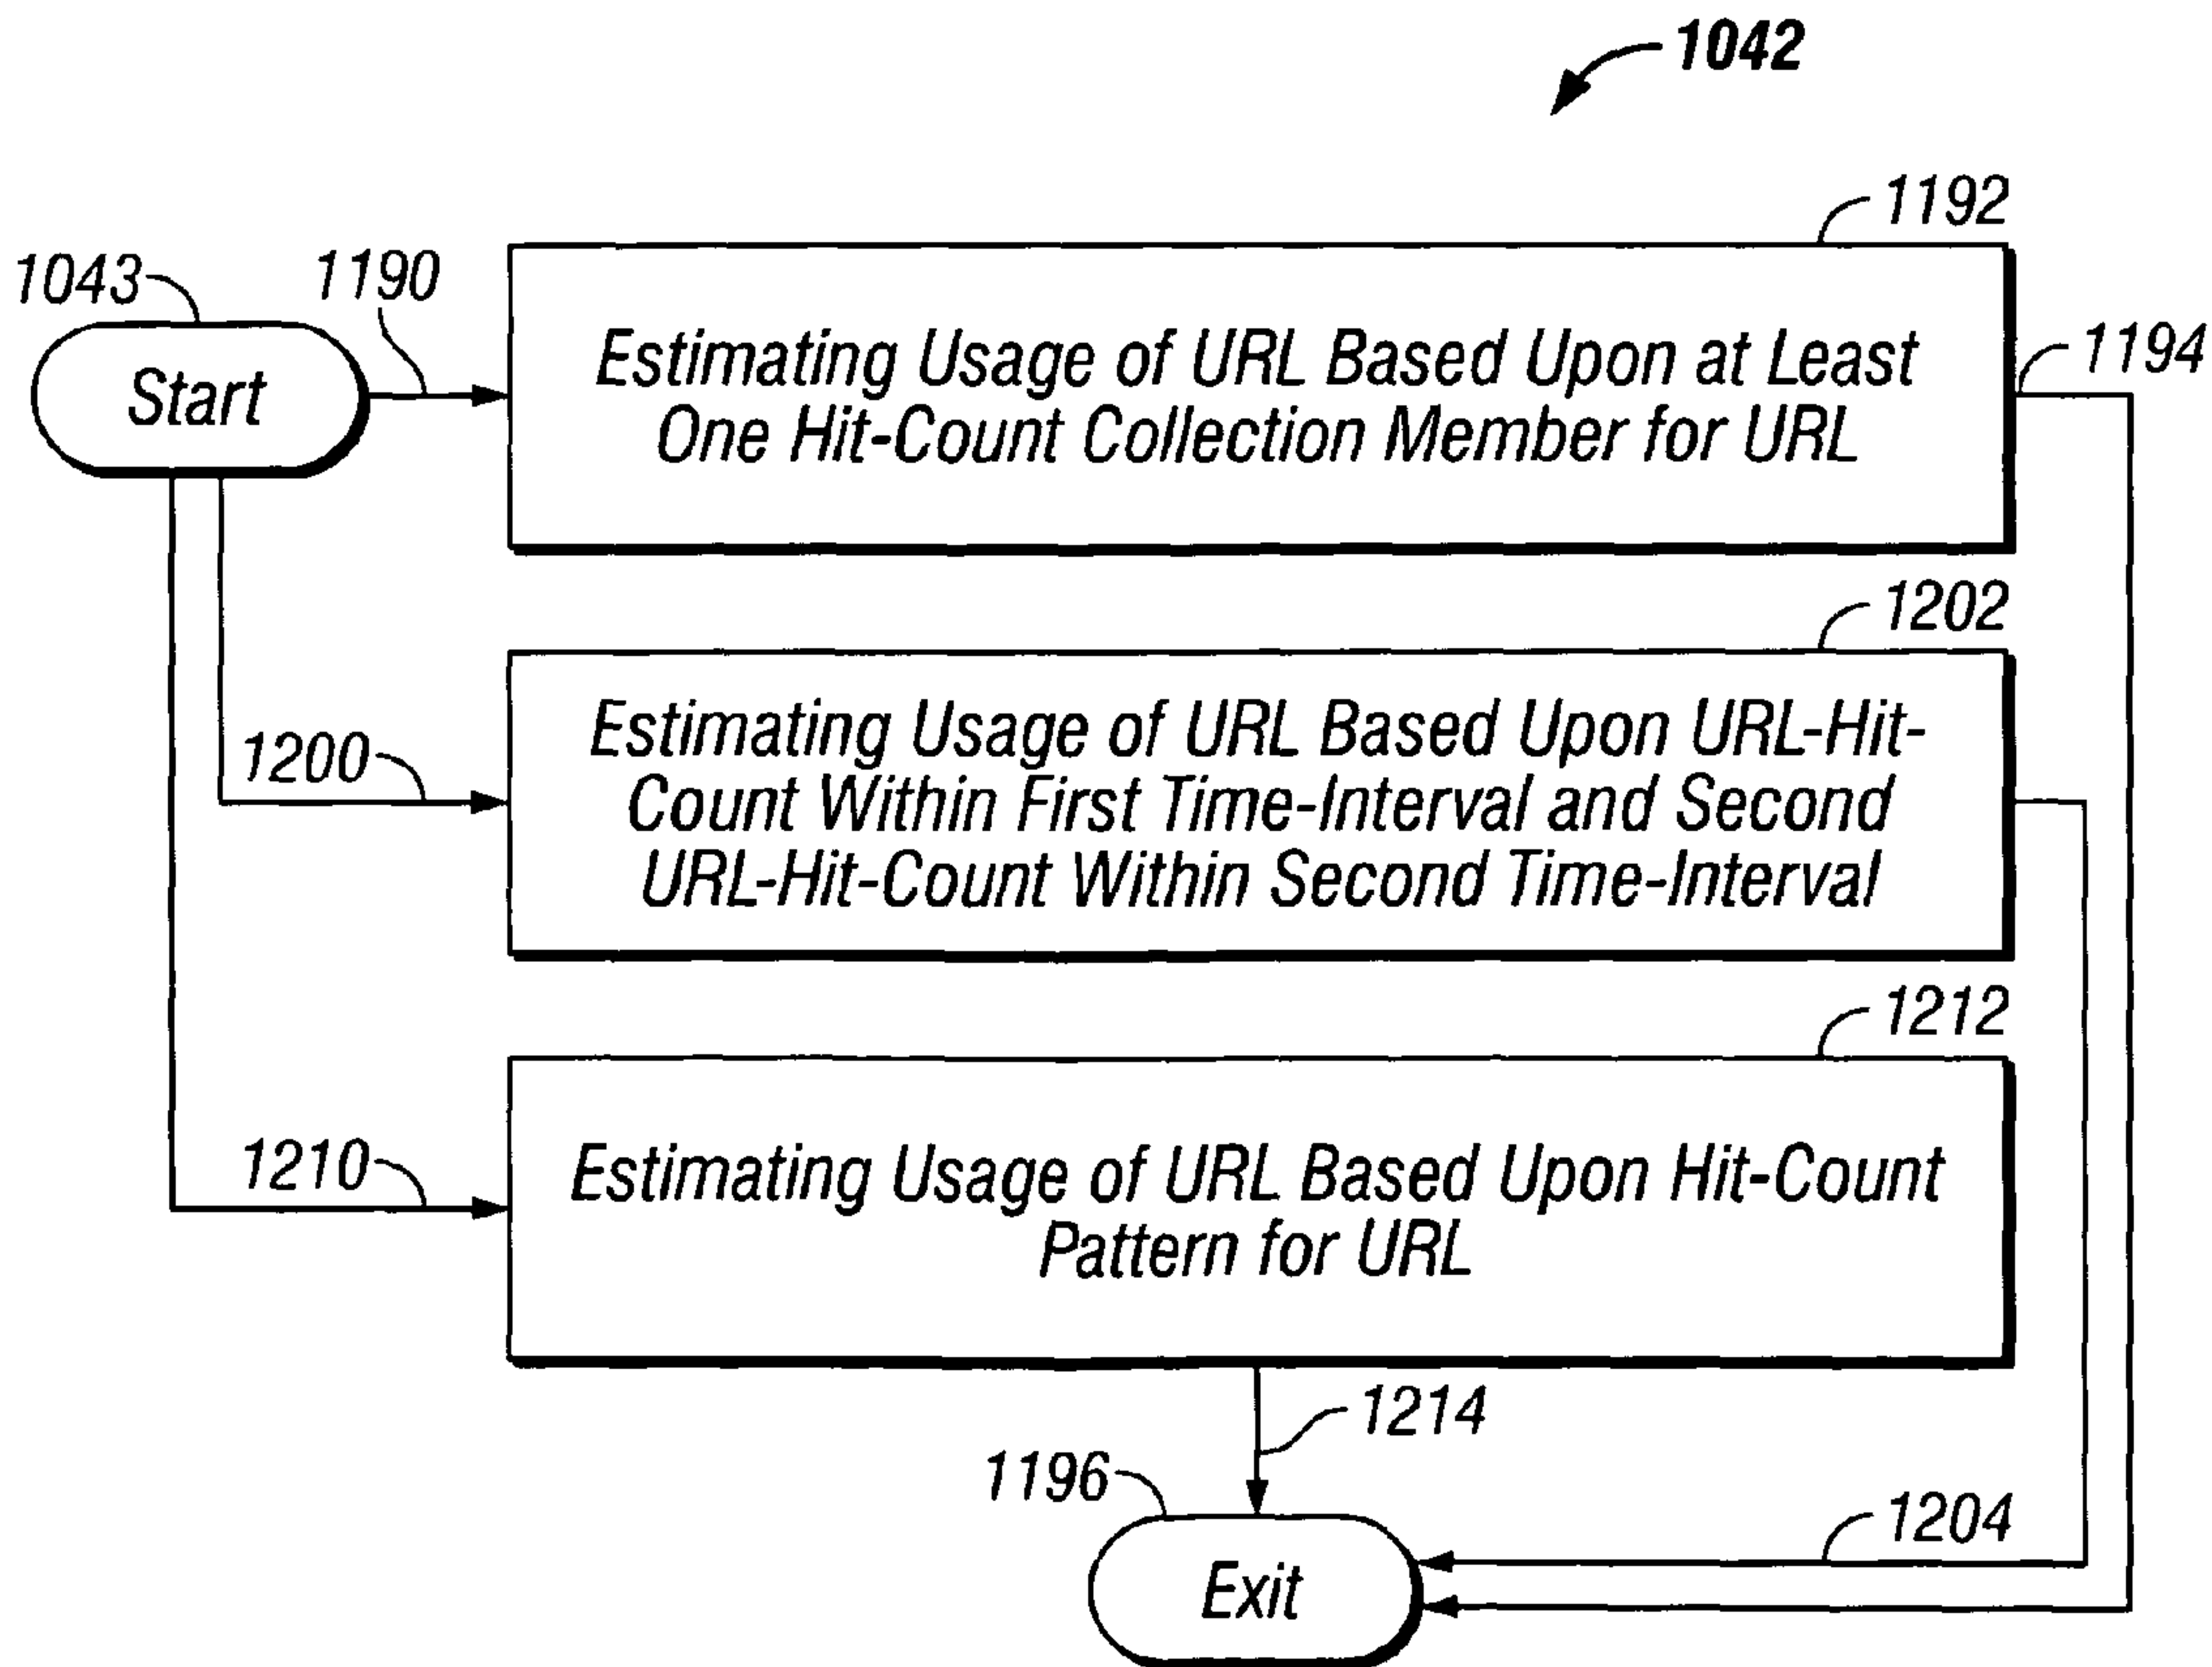 1042
1192
1043
1190
Start
Estimating Usage of URL Based Upon at Least
One Hit-Count Collection Member for URL
1194
1202
1200
Estimating Usage of URL Based Upon URL-Hit-
Count Within First Time-Interval and Second
URL-Hit-Count Within Second Time-Interval
1212
1210
Estimating Usage of URL Based Upon Hit-Count
Pattern for URL
1214
1196
1204
Exit